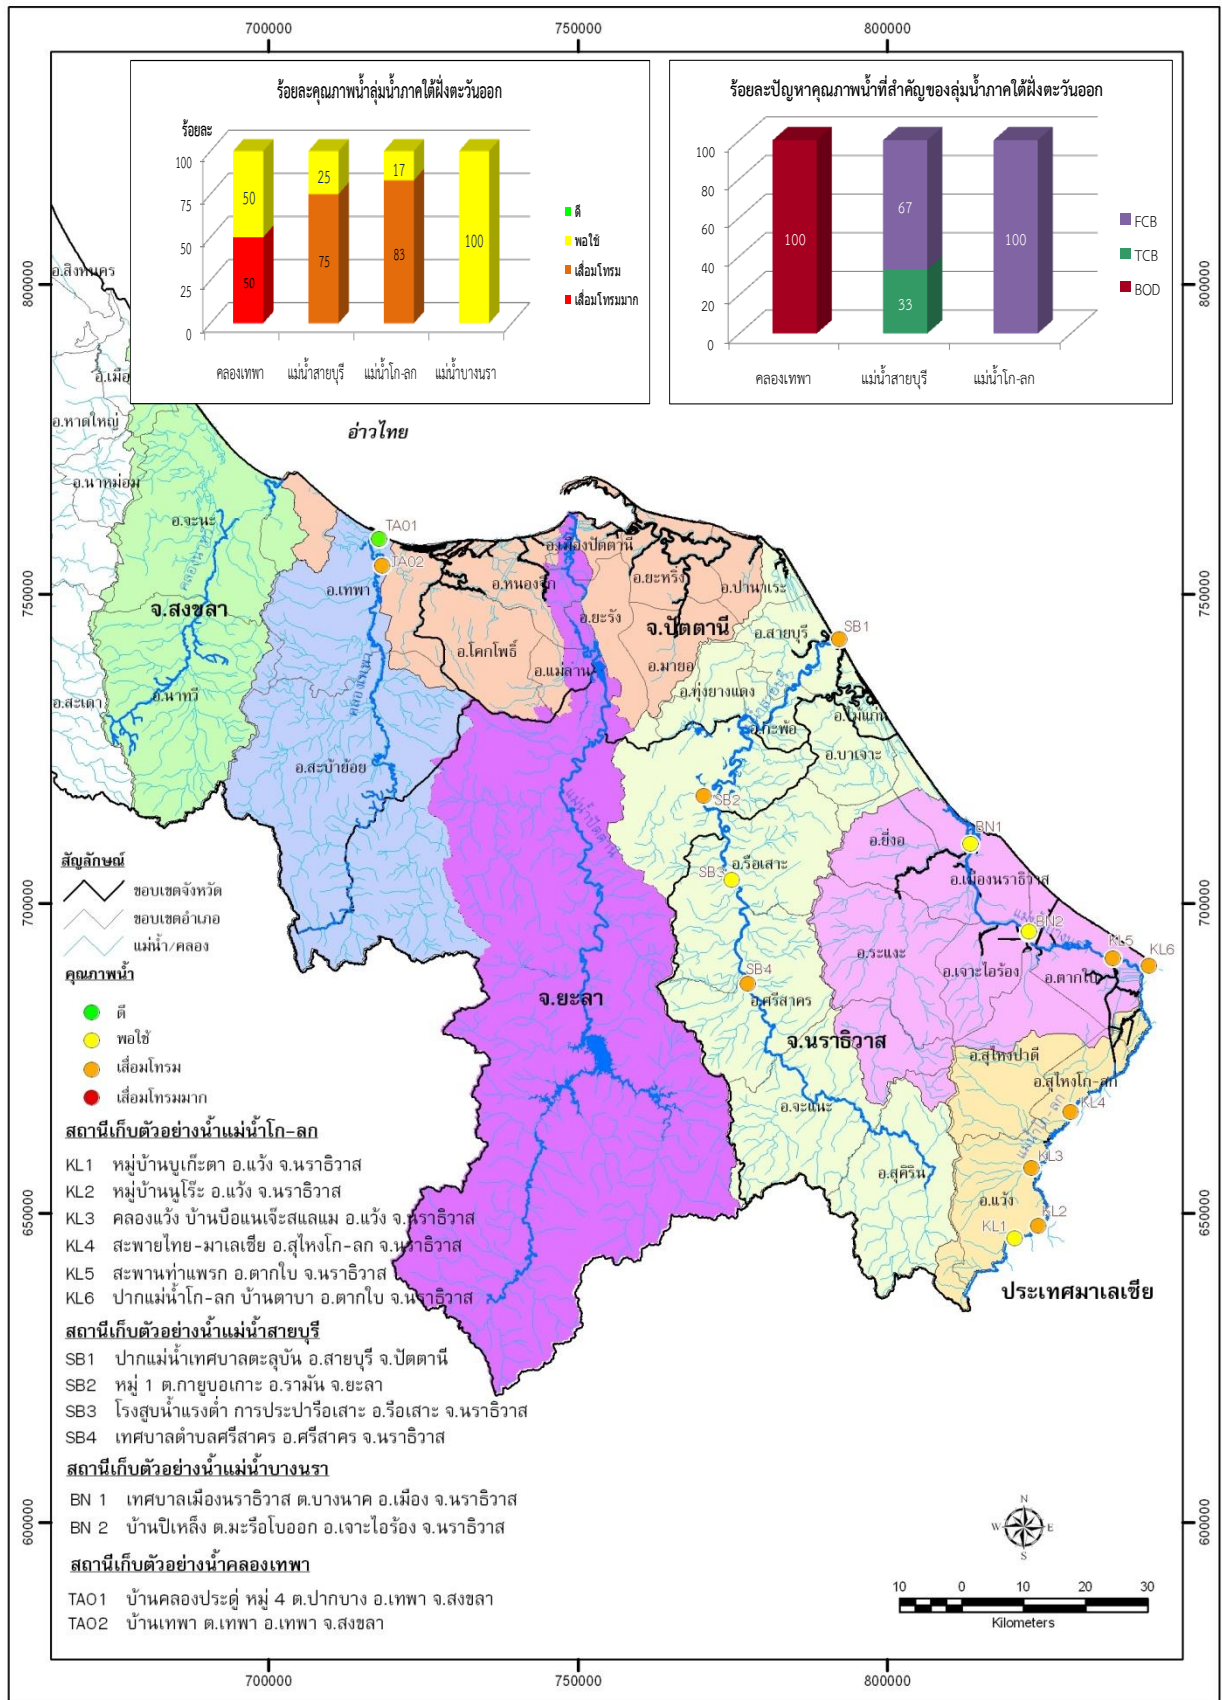 700000
750000
800000
ร้อยละคุณภาพน้ำลุ่มน้ำภาคใต้ฝั่งตะวันออก
ร้อยละ
100
75
50
25
0
50
50
25
75
17
83
100
คลองเทพา
แม่น้ำสายบุรี
แม่น้ำโก-ลก
แม่น้ำบางนรา
ดี
พอใช้
เสื่อมโทรม
เสื่อมโทรมมาก
ร้อยละปัญหาคุณภาพน้ำที่สำคัญของลุ่มน้ำภาคใต้ฝั่งตะวันออก
100
80
60
40
20
0
100
67
33
100
คลองเทพา
แม่น้ำสายบุรี
แม่น้ำโก-ลก
FCB
TCB
BOD
800000
750000
700000
650000
600000
800000
750000
700000
650000
600000
อ่าวไทย
อ.สิงหนคร
อ.เมือ
อ.หาดใหญ่
อ.นาหม่อม
อ.จะนะ
จ.สงขลา
อ.นาทวี
อ.สะเดา
TA01
TA02
อ.เทพา
คลองเทพา
อ.สะบ้าย้อย
อ.หนองจิก
อ.เมืองปัตตานี
อ.ยะหริ่ง
อ.ปานาเระ
อ.ยะรัง
จ.ปัตตานี
อ.โคกโพธิ์
อ.แม่ลาน
อ.มายอ
อ.สายบุรี
SB1
อ.ทุ่งยางแดง
แม่น้ำสายบุรี
อ.กะพ้อ
อ.ไม้แก่น
อ.บาเจาะ
SB2
แม่น้ำปัตตานี
SB3
อ.รือเสาะ
อ.ยี่งอ
BN1
อ.เมืองนราธิวาส
BN2
KL5
KL6
อ.ระแงะ
อ.เจาะไอร้อง
อ.ตากใบ
SB4
อ.ศรีสาคร
จ.ยะลา
จ.นราธิวาส
อ.สุไหงปาดี
อ.สุไหงโก-ลก
KL4
อ.จะแนะ
อ.สุคิริน
KL3
อ.แว้ง
KL2
KL1
ประเทศมาเลเซีย
สัญลักษณ์
ขอบเขตจังหวัด
ขอบเขตอำเภอ
แม่น้ำ/คลอง
คุณภาพน้ำ
ดี
พอใช้
เสื่อมโทรม
เสื่อมโทรมมาก
สถานีเก็บตัวอย่างน้ำแม่น้ำโก-ลก
KL1 หมู่บ้านบูเก๊ะตา อ.แว้ง จ.นราธิวาส
KL2 หมู่บ้านนูโร๊ะ อ.แว้ง จ.นราธิวาส
KL3 คลองแว้ง บ้านบือแนเจ๊ะสแลแม อ.แว้ง จ.นราธิวาส
KL4 สะพายไทย-มาเลเซีย อ.สุไหงโก-ลก จ.นราธิวาส
KL5 สะพานท่าแพรก อ.ตากใบ จ.นราธิวาส
KL6 ปากแม่น้ำโก-ลก บ้านตาบา อ.ตากใบ จ.นราธิวาส
สถานีเก็บตัวอย่างน้ำแม่น้ำสายบุรี
SB1 ปากแม่น้ำเทศบาลตะลุบัน อ.สายบุรี จ.ปัตตานี
SB2 หมู่ 1 ต.กายูบอเกาะ อ.รามัน จ.ยะลา
SB3 โรงสูบน้ำแรงต่ำ การประปารือเสาะ อ.รือเสาะ จ.นราธิวาส
SB4 เทศบาลตำบลศรีสาคร อ.ศรีสาคร จ.นราธิวาส
สถานีเก็บตัวอย่างน้ำแม่น้ำบางนรา
BN 1 เทศบาลเมืองนราธิวาส ต.บางนาค อ.เมือง จ.นราธิวาส
BN 2 บ้านปิเหล็ง ต.มะรือโบออก อ.เจาะไอร้อง จ.นราธิวาส
สถานีเก็บตัวอย่างน้ำคลองเทพา
TA01 บ้านคลองประดู่ หมู่ 4 ต.ปากบาง อ.เทพา จ.สงขลา
TA02 บ้านเทพา ต.เทพา อ.เทพา จ.สงขลา
N
W
E
S
10 0 10 20 30
Kilometers
700000
750000
800000